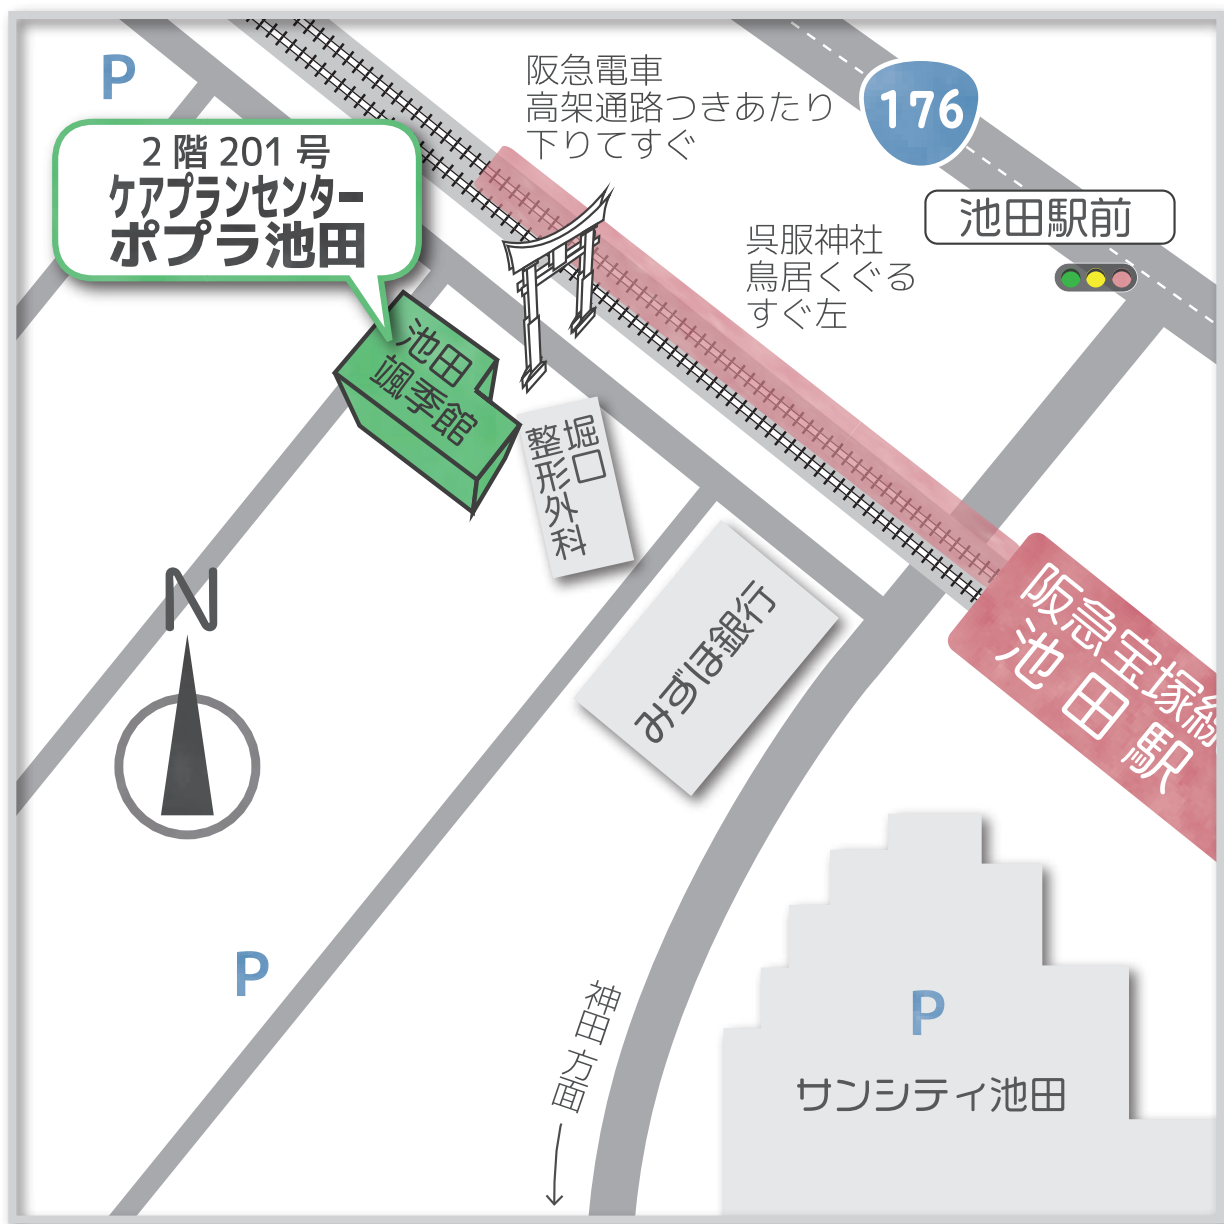 P
阪急電車
高架通路つきあたり
下りてすぐ
176
2階201号
ケアプランセンター
ポプラ池田
池田駅前
呉服神社
鳥居くぐる
すぐ左
池田
颯季館
堀口
整形外科
N
みずほ銀行
阪急宝塚線
池田駅
P
神田方面
P
サンシティ池田